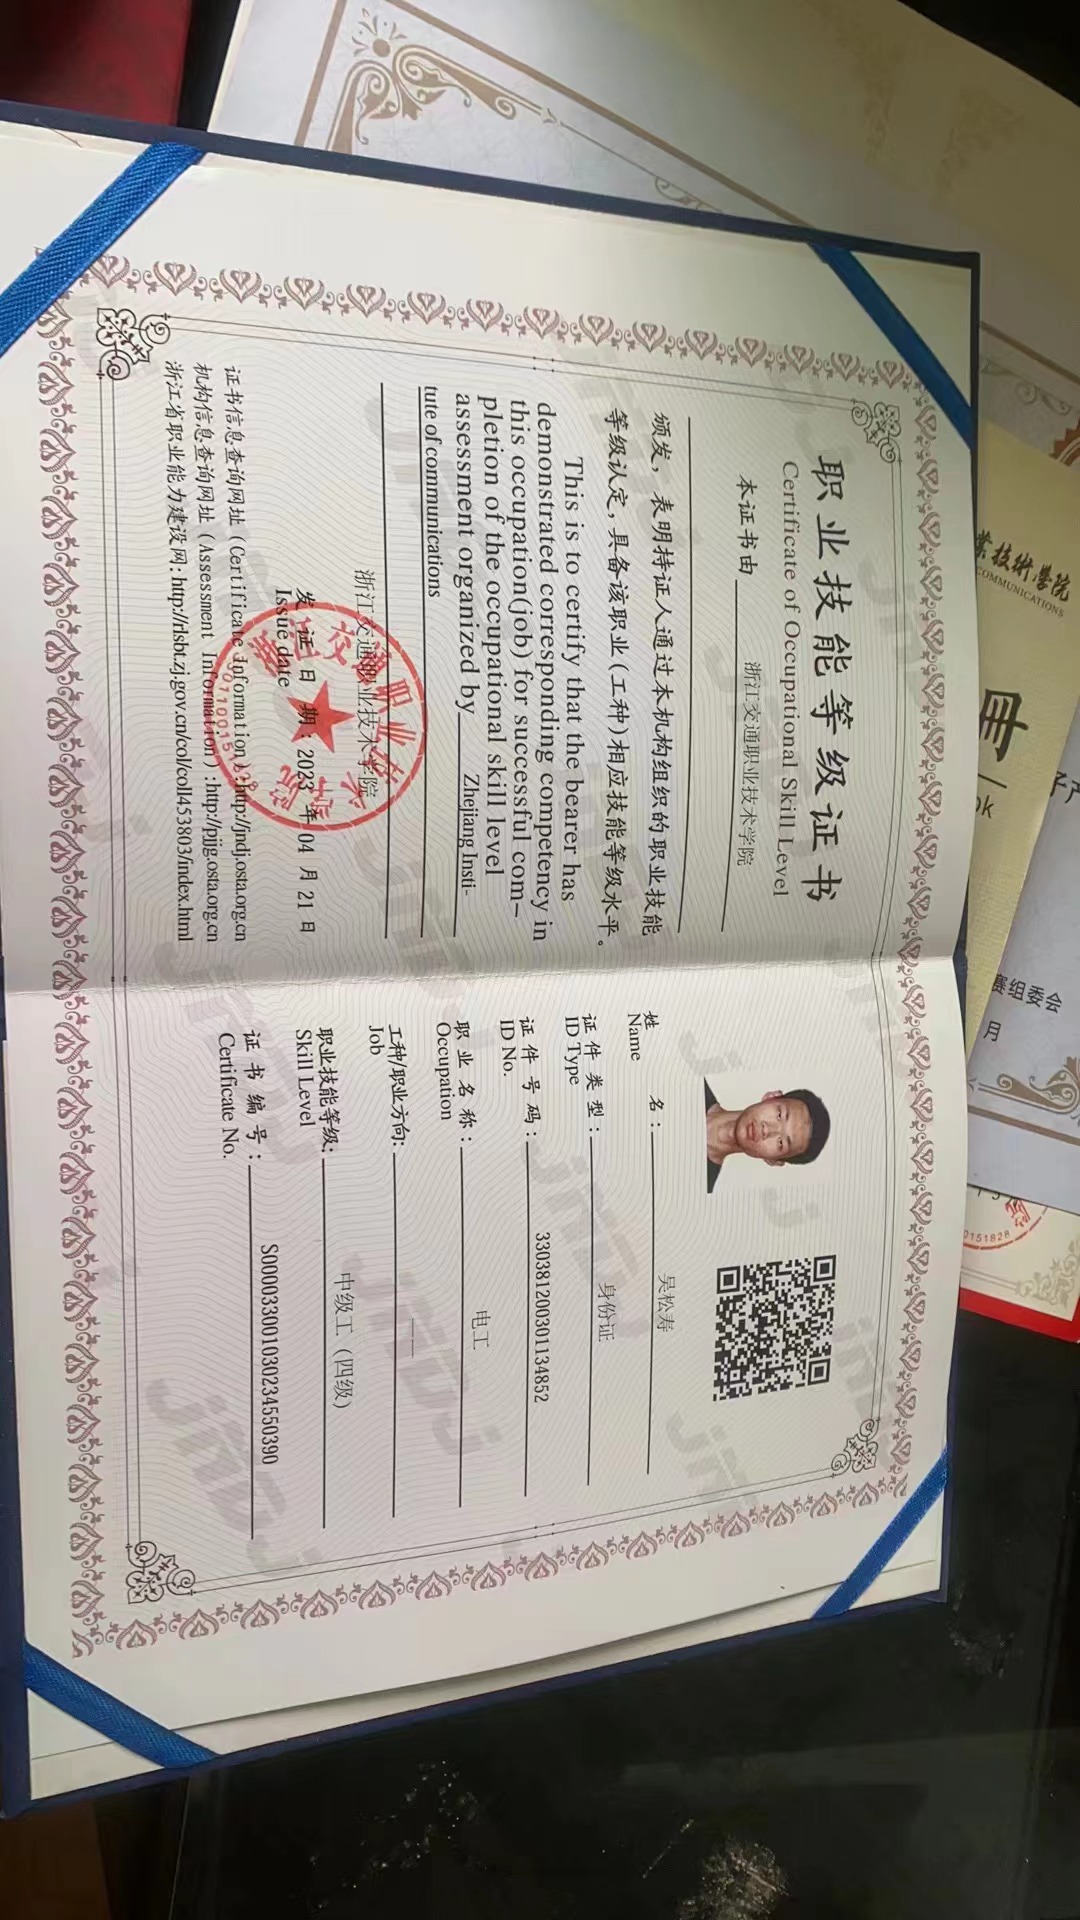 职业技能等级证书
Certificate of Occupational Skill Level
本证书由 浙江交通职业技术学院
颁发，表明持证人通过本机构组织的职业技能
等级认定，具备该职业（工种）相应技能等级水平。
This is to certify that the bearer has
demonstrated corresponding competency in
this occupation(job) for successful com-
pletion of the occupational skill level
assessment organized by Zhejiang Insti-
tute of communications
浙江交通职业技术学院
发 证 日 期：2023 年 04 月 21 日
Issue date
证书信息查询网址（Certificate Information）:http://jndj.osta.org.cn
机构信息查询网址（Assessment Information）:http://pjjg.osta.org.cn
浙江省职业能力建设网:http://rlsbt.zj.gov.cn/col/col1453803/index.html
姓 名：吴松寿
Name
证件类型：身份证
ID Type
证件号码：330381200301134852
ID No.
职业名称：电工
Occupation
工种/职业方向：——
Job
职业技能等级：中级工（四级）
Skill Level
证书编号：S000033001030234550390
Certificate No.
业技術學院
COMMUNICATIONS
赛组委会
月
0151828